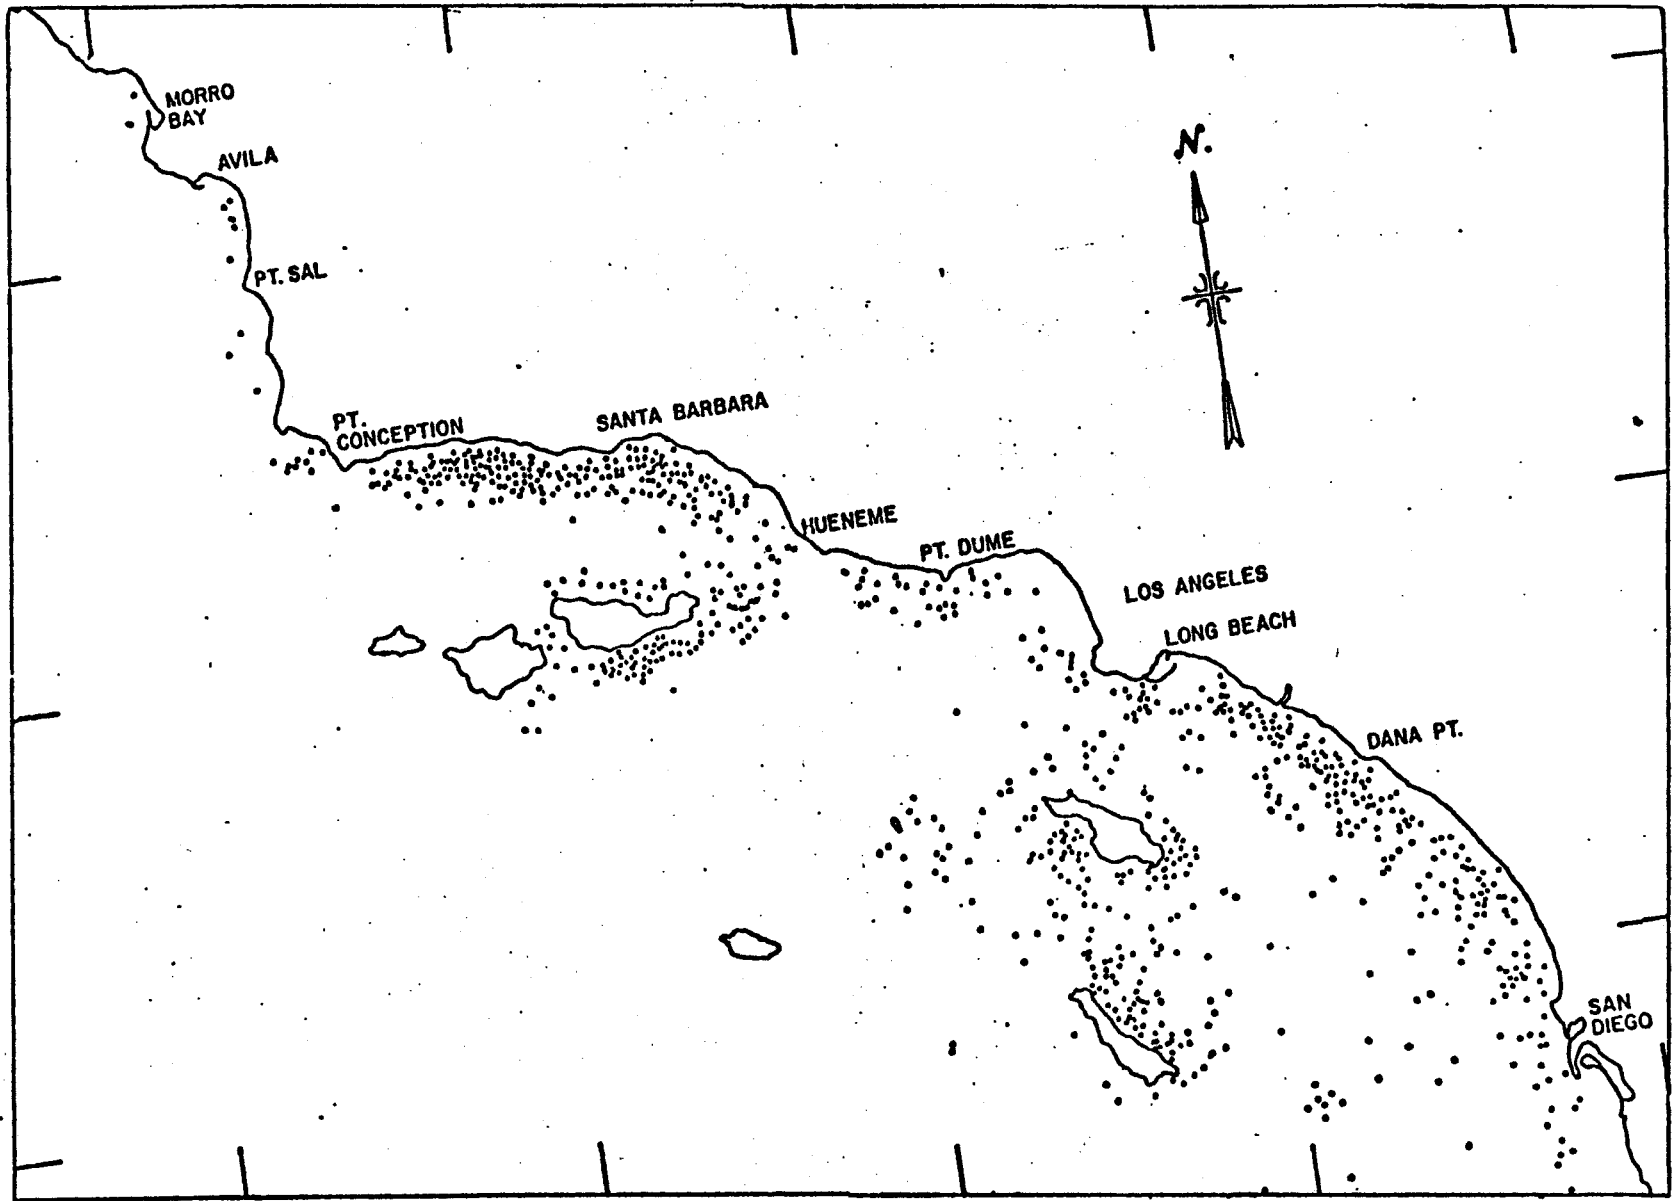 MORRO
BAY
AVILA
N.
PT. SAL
PT.
CONCEPTION
SANTA BARBARA
HUENEME
PT. DUME
LOS ANGELES
LONG BEACH
DANA PT.
SAN
DIEGO